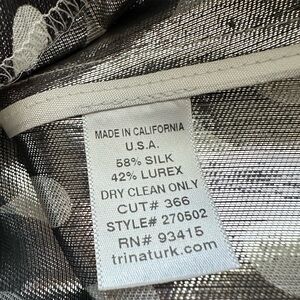 MADE IN CALIFORNIA
U.S.A.
58% SILK
42% LUREX
DRY CLEAN ONLY
CUT# 366
STYLE# 270502
RN# 93415
trinaturk.com